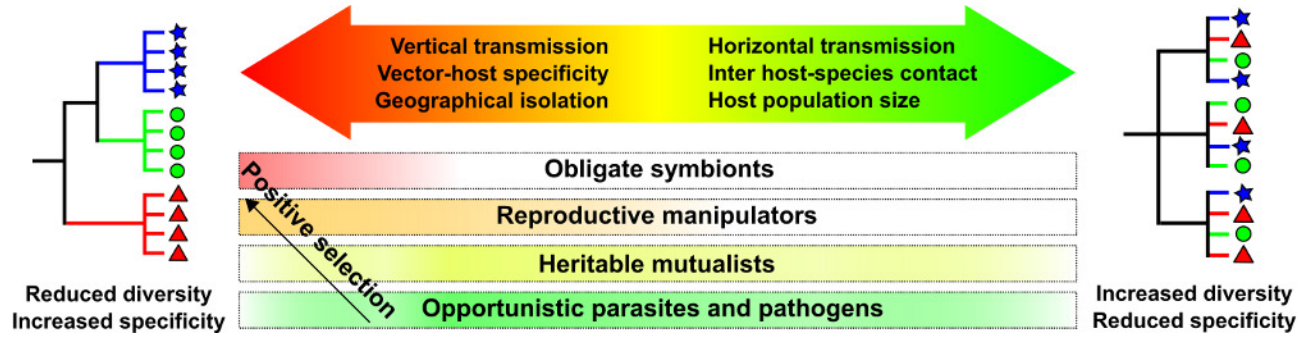 Vertical transmission
Vector-host specificity
Geographical isolation
Horizontal transmission
Inter host-species contact
Host population size
Obligate symbionts
Reproductive manipulators
Heritable mutualists
Opportunistic parasites and pathogens
Positive selection
Reduced diversity
Increased specificity
Increased diversity
Reduced specificity